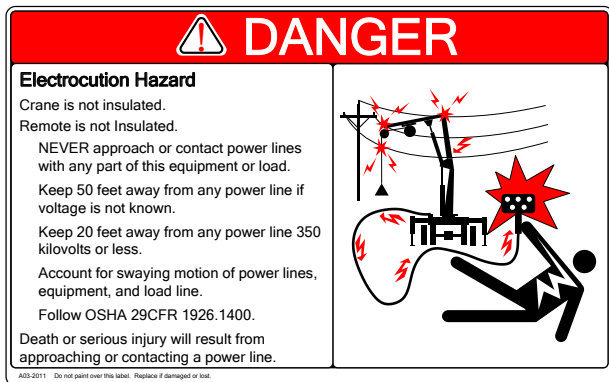 DANGER
Electrocution Hazard
Crane is not insulated.
Remote is not Insulated.
NEVER approach or contact power lines
with any part of this equipment or load.
Keep 50 feet away from any power line if
voltage is not known.
Keep 20 feet away from any power line 350
kilovolts or less.
Account for swaying motion of power lines,
equipment, and load line.
Follow OSHA 29CFR 1926.1400.
Death or serious injury will result from
approaching or contacting a power line.
A03-2011 Do not paint over this label. Replace if damaged or lost.